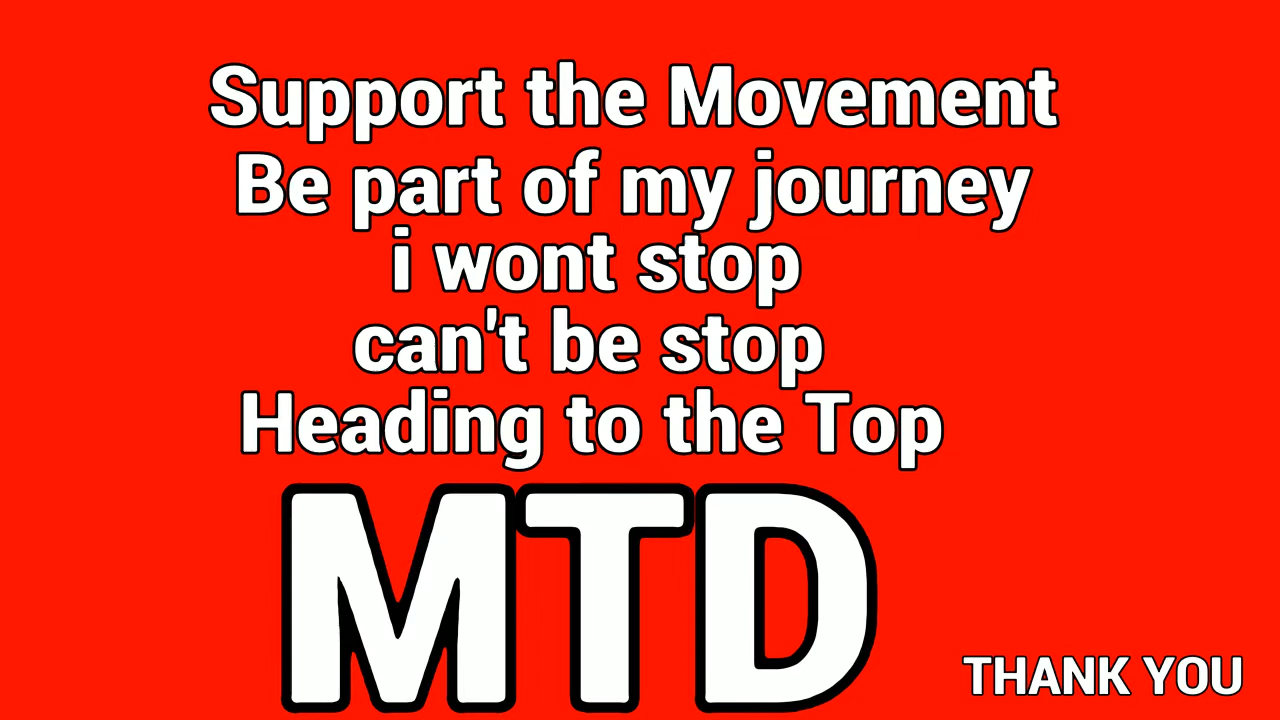 Support the Movement
Be part of my journey
i wont stop
can't be stop
Heading to the Top
MTD
THANK YOU